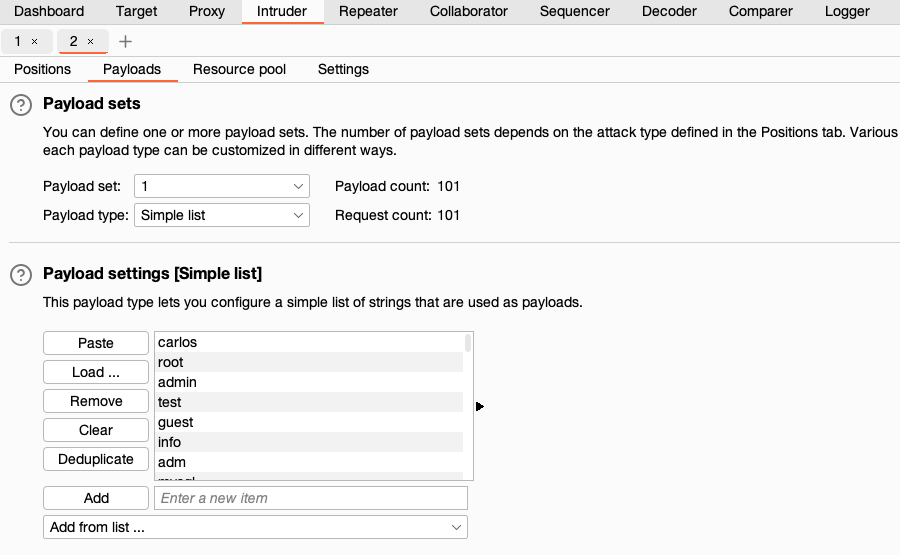 Dashboard Target Proxy Intruder Repeater Collaborator Sequencer Decoder Comparer Logger
1 × 2 × +
Positions Payloads Resource pool Settings
? Payload sets
You can define one or more payload sets. The number of payload sets depends on the attack type defined in the Positions tab. Various
each payload type can be customized in different ways.
Payload set: 1 Payload count: 101
Payload type: Simple list Request count: 101
? Payload settings [Simple list]
This payload type lets you configure a simple list of strings that are used as payloads.
Paste carlos
root
Load ... admin
Remove test
Clear guest
info
Deduplicate adm
Add Enter a new item
Add from list ...